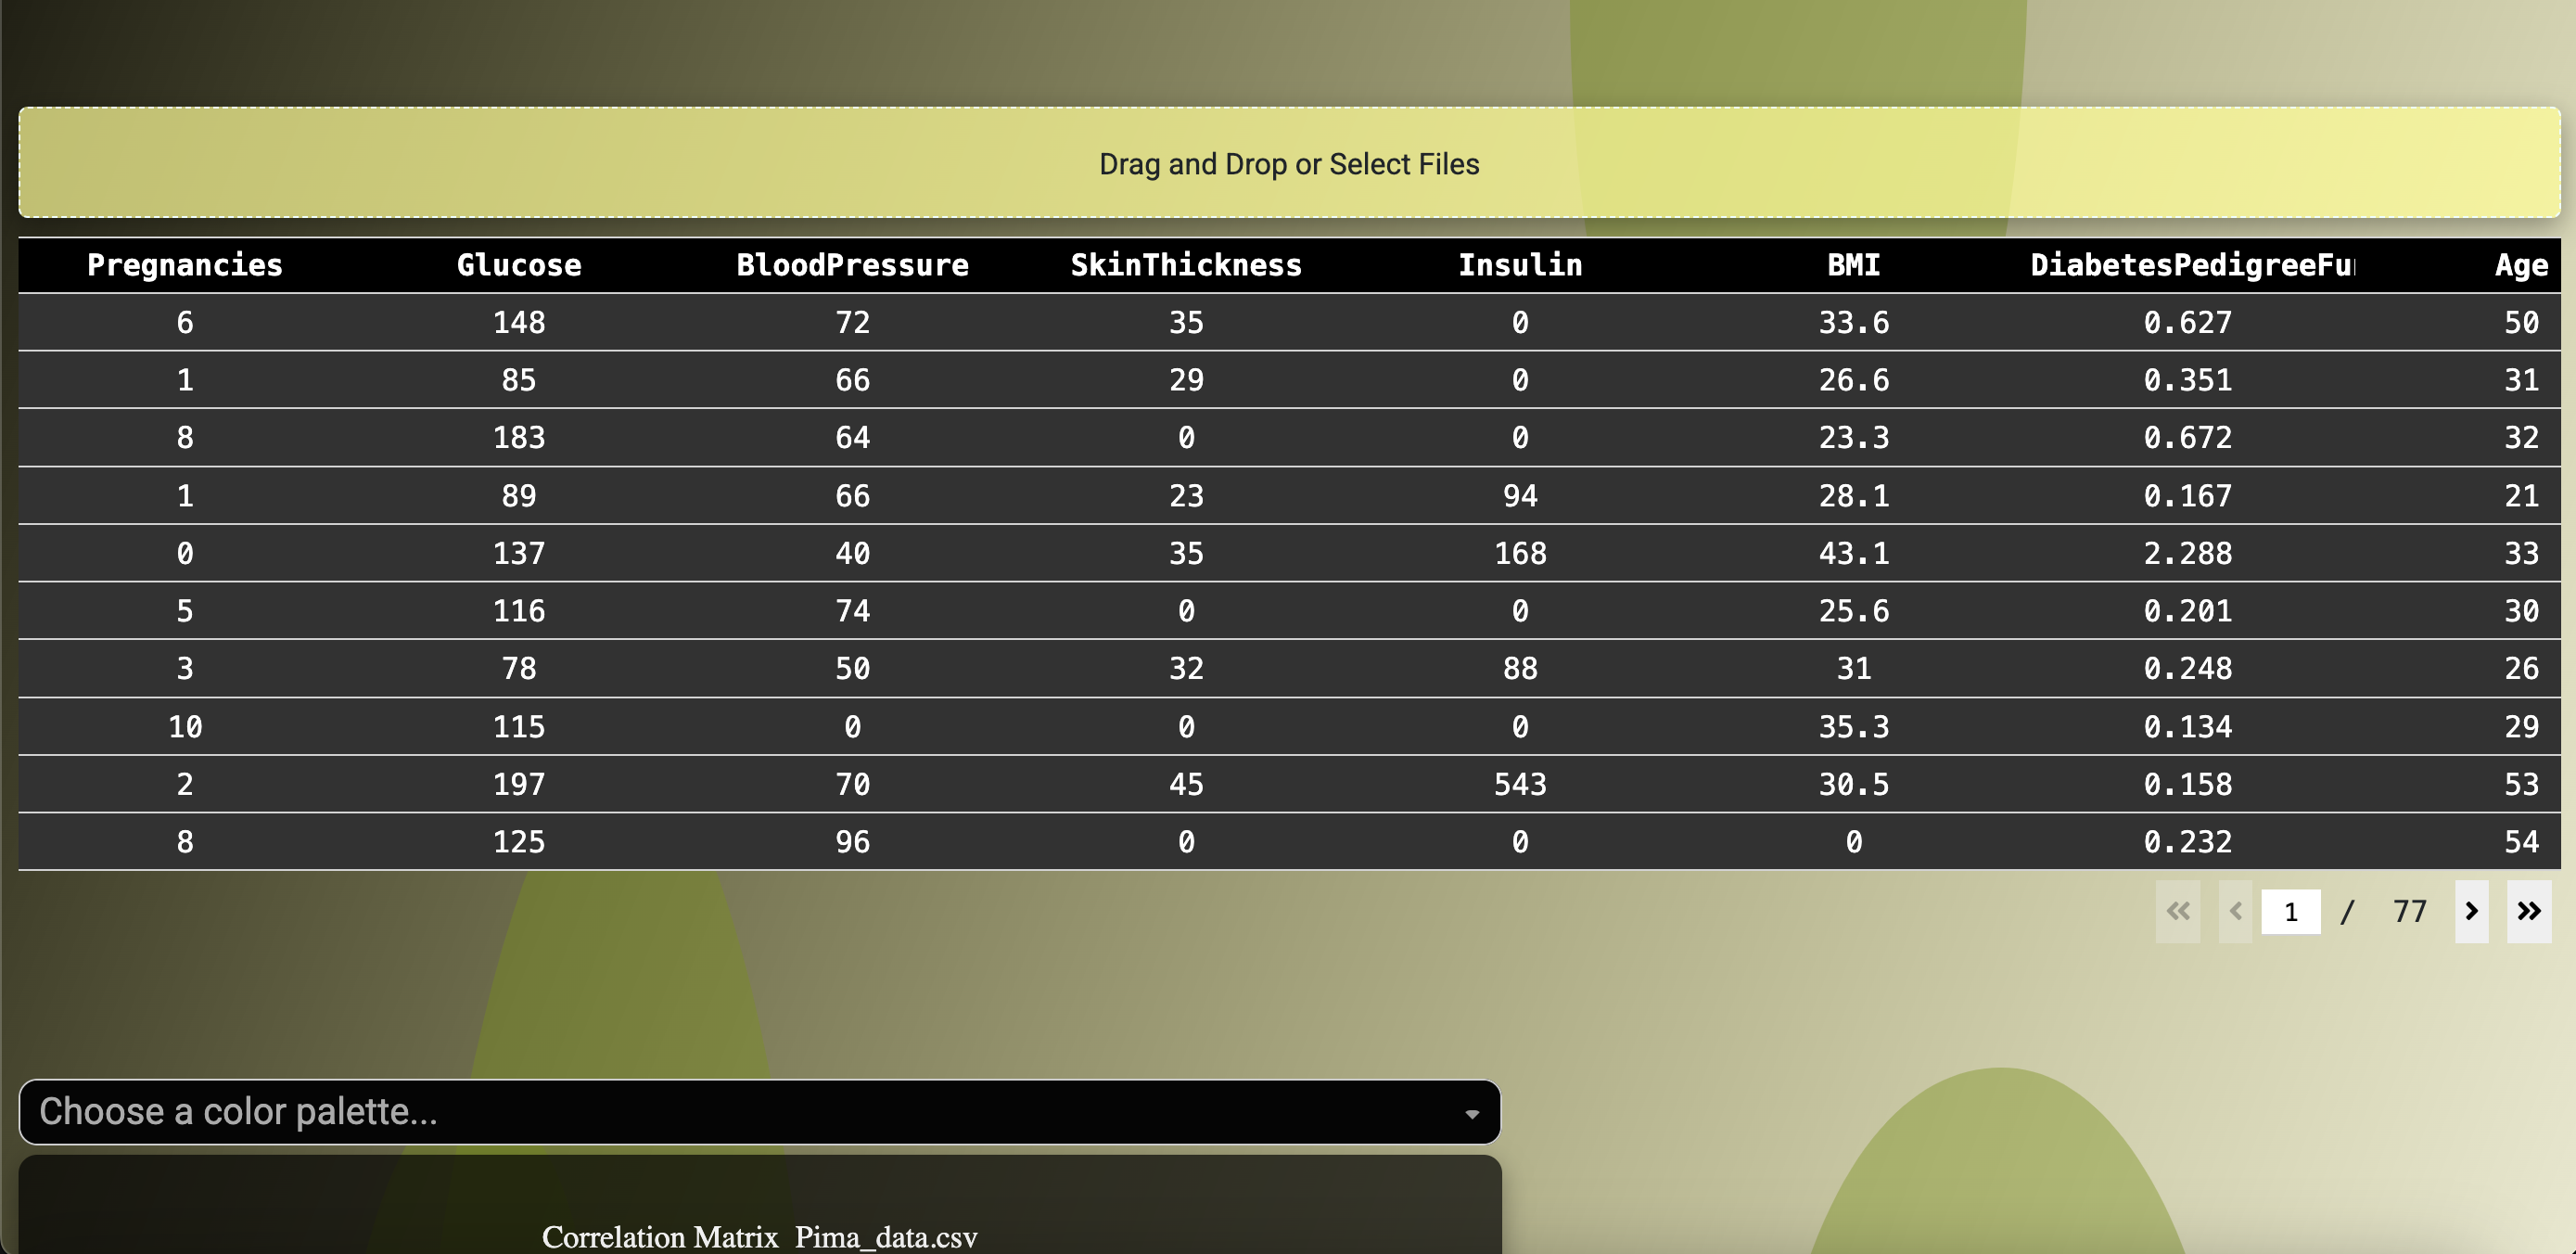 Drag and Drop or Select Files
Pregnancies Glucose BloodPressure SkinThickness Insulin BMI DiabetesPedigreeFu Age
6 148 72 35 0 33.6 0.627 50
1 85 66 29 0 26.6 0.351 31
8 183 64 0 0 23.3 0.672 32
1 89 66 23 94 28.1 0.167 21
0 137 40 35 168 43.1 2.288 33
5 116 74 0 0 25.6 0.201 30
3 78 50 32 88 31 0.248 26
10 115 0 0 0 35.3 0.134 29
2 197 70 45 543 30.5 0.158 53
8 125 96 0 0 0 0.232 54
1 / 77
Choose a color palette...
Correlation Matrix Pima_data.csv